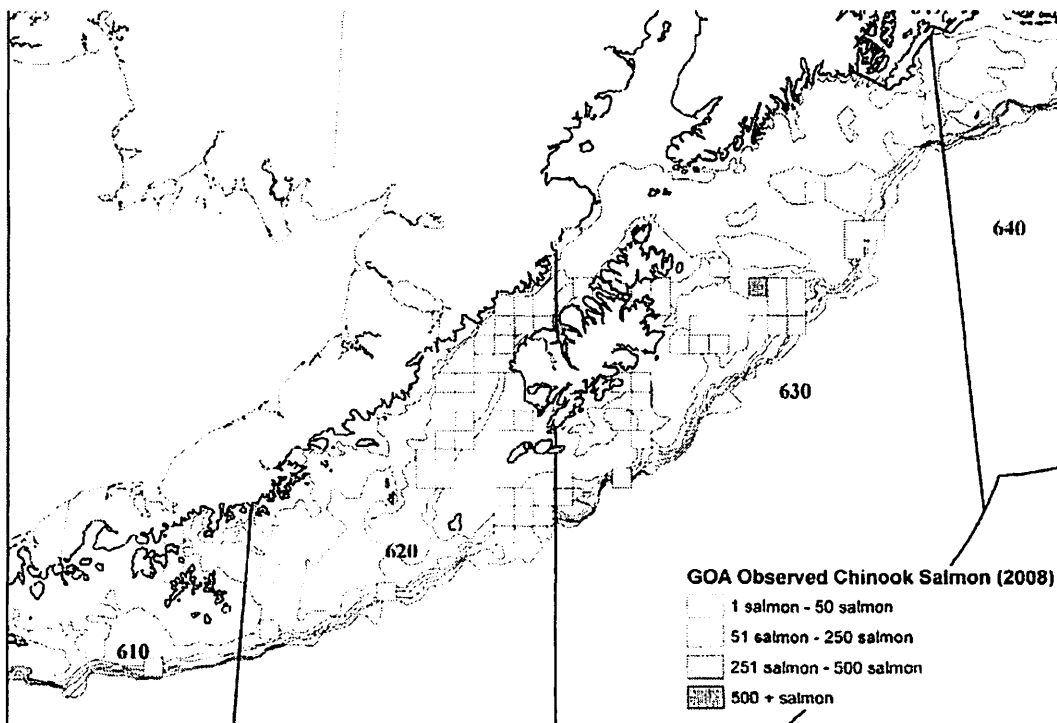 640
630
620
610
GOA Observed Chinook Salmon (2008)
1 salmon - 50 salmon
51 salmon - 250 salmon
251 salmon - 500 salmon
500 + salmon